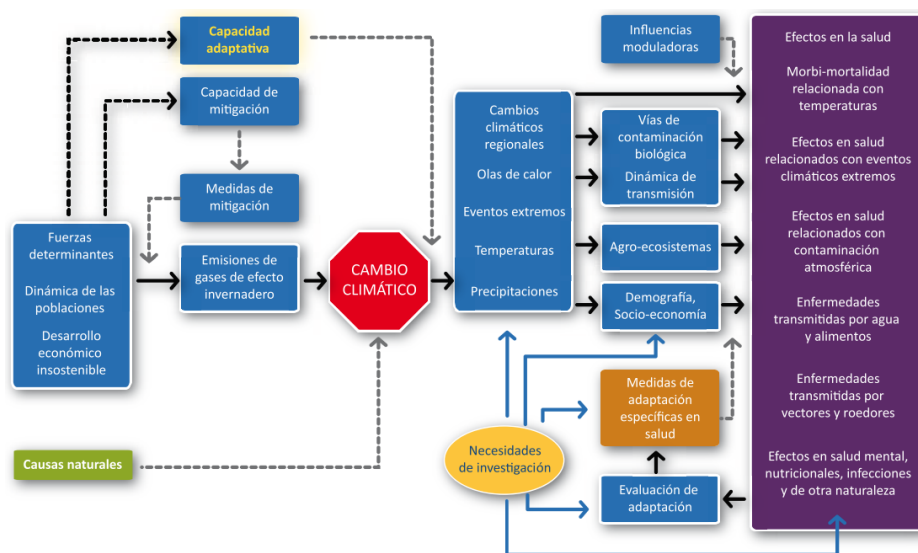 Capacidad
adaptativa
Capacidad de
mitigación
Medidas de
mitigación
Fuerzas
determinantes
Dinámica de las
poblaciones
Desarrollo
económico
insostenible
Emisiones de
gases de efecto
invernadero
Causas naturales
CAMBIO
CLIMÁTICO
Cambios
climáticos
regionales
Olas de calor
Eventos extremos
Temperaturas
Precipitaciones
Influencias
moduladoras
Vías de
contaminación
biológica
Dinámica de
transmisión
Agro-ecosistemas
Demografía,
Socio-economía
Medidas de
adaptación
específicas en
salud
Necesidades
de investigación
Evaluación de
adaptación
Efectos en la salud
Morbi-mortalidad
relacionada con
temperaturas
Efectos en salud
relacionados con eventos
climáticos extremos
Efectos en salud
relacionados con
contaminación
atmosférica
Enfermedades
transmitidas por agua
y alimentos
Enfermedades
transmitidas por
vectores y roedores
Efectos en salud mental,
nutricionales, infecciones
y de otra naturaleza